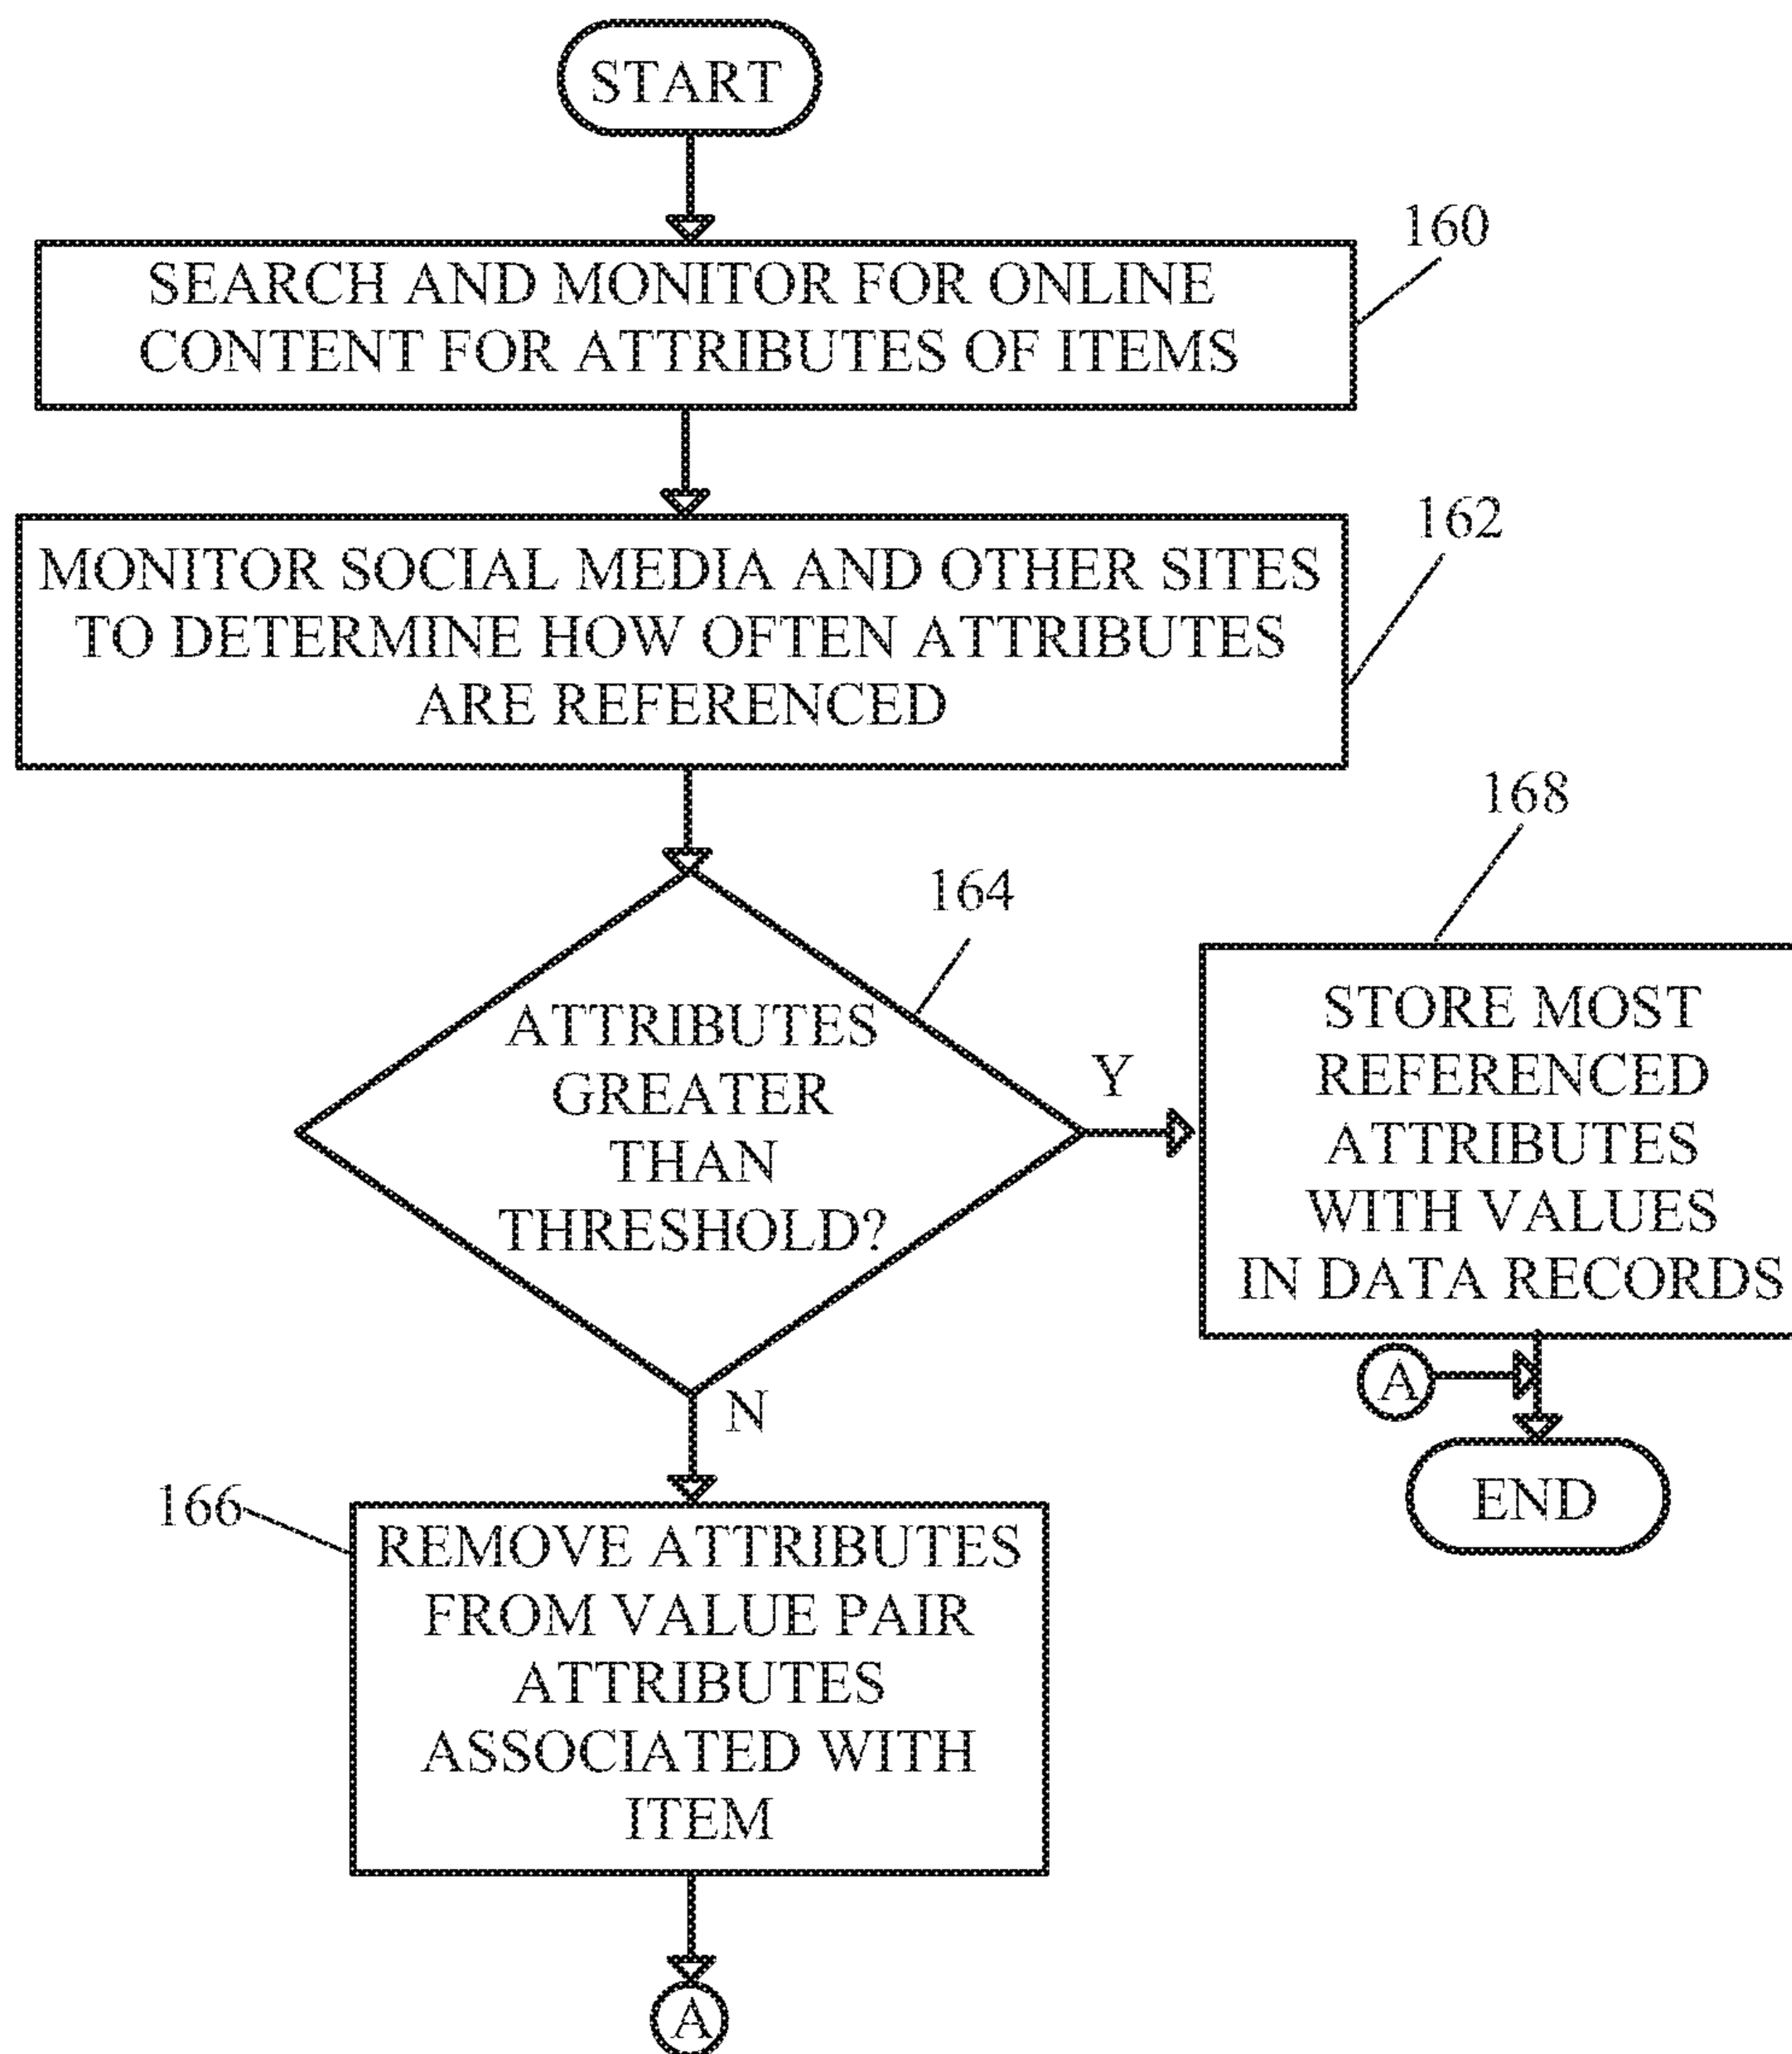 START
160
SEARCH AND MONITOR FOR ONLINE
CONTENT FOR ATTRIBUTES OF ITEMS
162
MONITOR SOCIAL MEDIA AND OTHER SITES
TO DETERMINE HOW OFTEN ATTRIBUTES
ARE REFERENCED
164
ATTRIBUTES
GREATER
THAN
THRESHOLD?
Y
168
STORE MOST
REFERENCED
ATTRIBUTES
WITH VALUES
IN DATA RECORDS
A
END
N
166
REMOVE ATTRIBUTES
FROM VALUE PAIR
ATTRIBUTES
ASSOCIATED WITH
ITEM
A